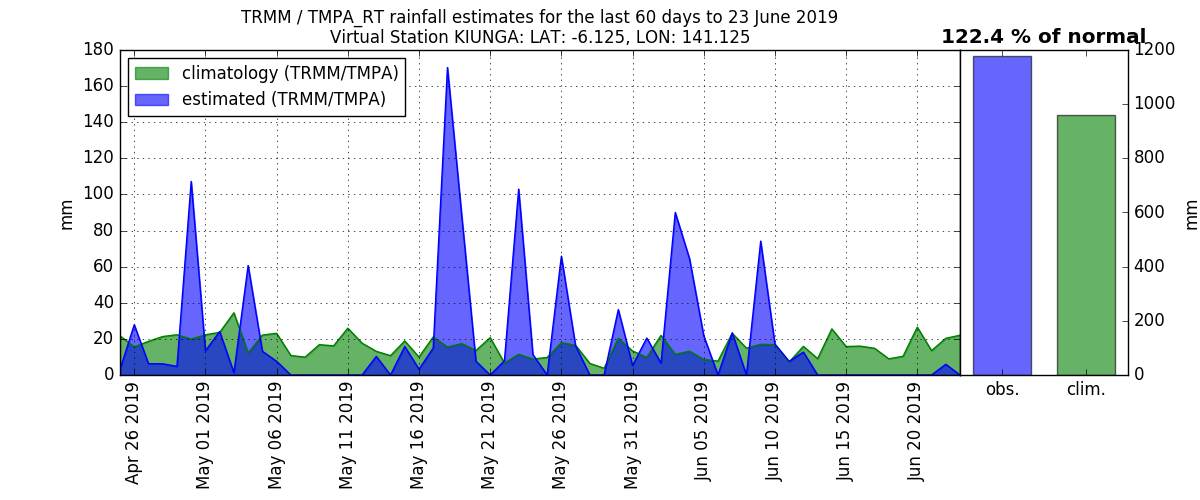 TRMM / TMPA_RT rainfall estimates for the last 60 days to 23 June 2019
Virtual Station KIUNGA: LAT: -6.125, LON: 141.125
122.4 % of normal
climatology (TRMM/TMPA)
estimated (TRMM/TMPA)
180
160
140
120
100
80
60
40
20
0
mm
Apr 26 2019
May 01 2019
May 06 2019
May 11 2019
May 16 2019
May 21 2019
May 26 2019
May 31 2019
Jun 05 2019
Jun 10 2019
Jun 15 2019
Jun 20 2019
obs.
clim.
1200
1000
800
600
400
200
0
mm